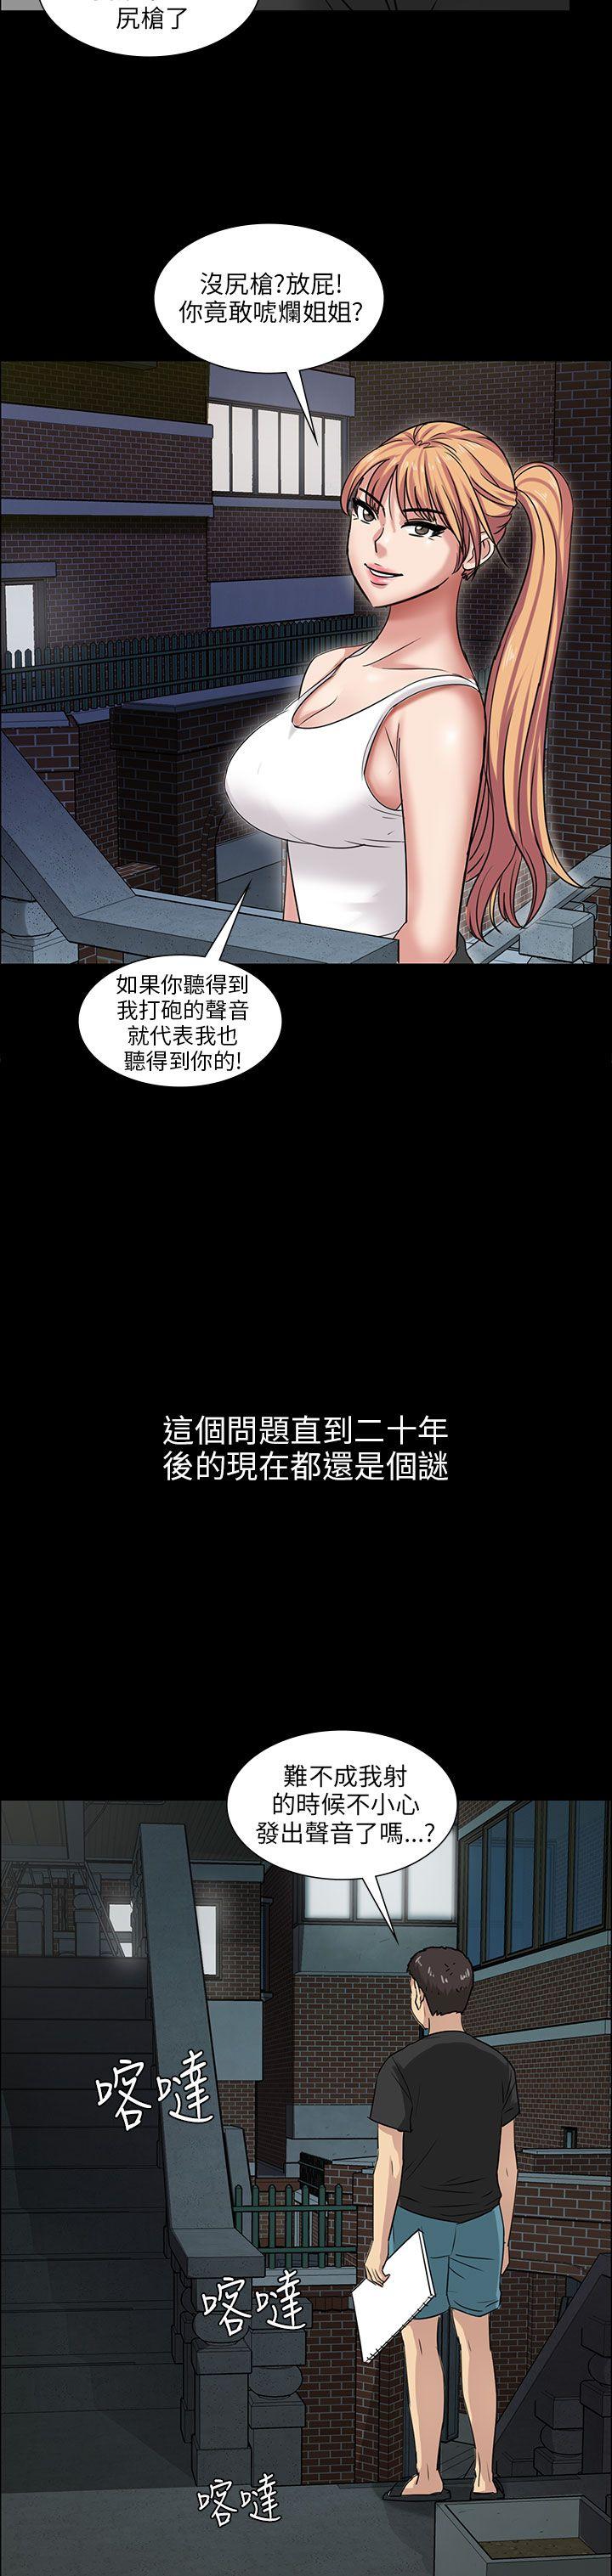 尻槍了
沒尻槍?放屁!
你竟敢唬爛姐姐?
如果你聽得到
我打砲的聲音
就代表我也
聽得到你的!
這個問題直到二十年
後的現在都還是個謎
難不成我射
的時候不小心
發出聲音了嗎...?
喀噠
喀噠
喀噠